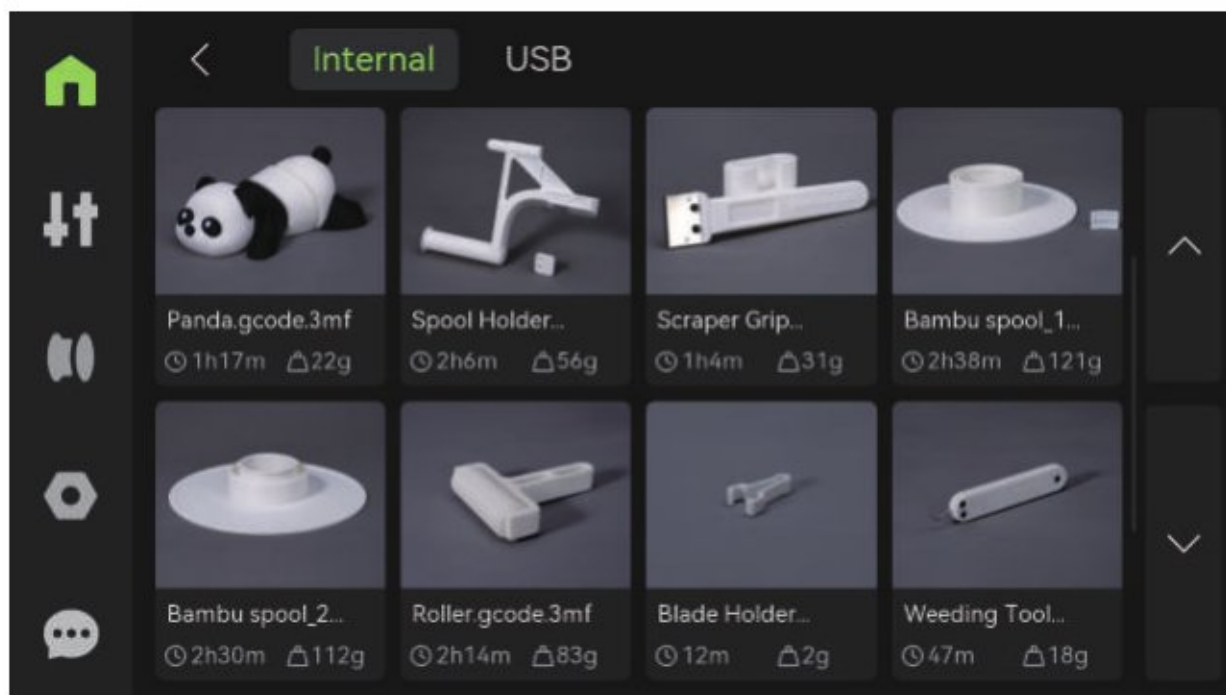 Internal USB
Panda.gcode.3mf
1h17m 22g
Spool Holder...
2h6m 56g
Scraper Grip...
1h4m 31g
Bambu spool_1...
2h38m 121g
Bambu spool_2...
2h30m 112g
Roller.gcode.3mf
2h14m 83g
Blade Holder...
12m 2g
Weeding Tool...
47m 18g